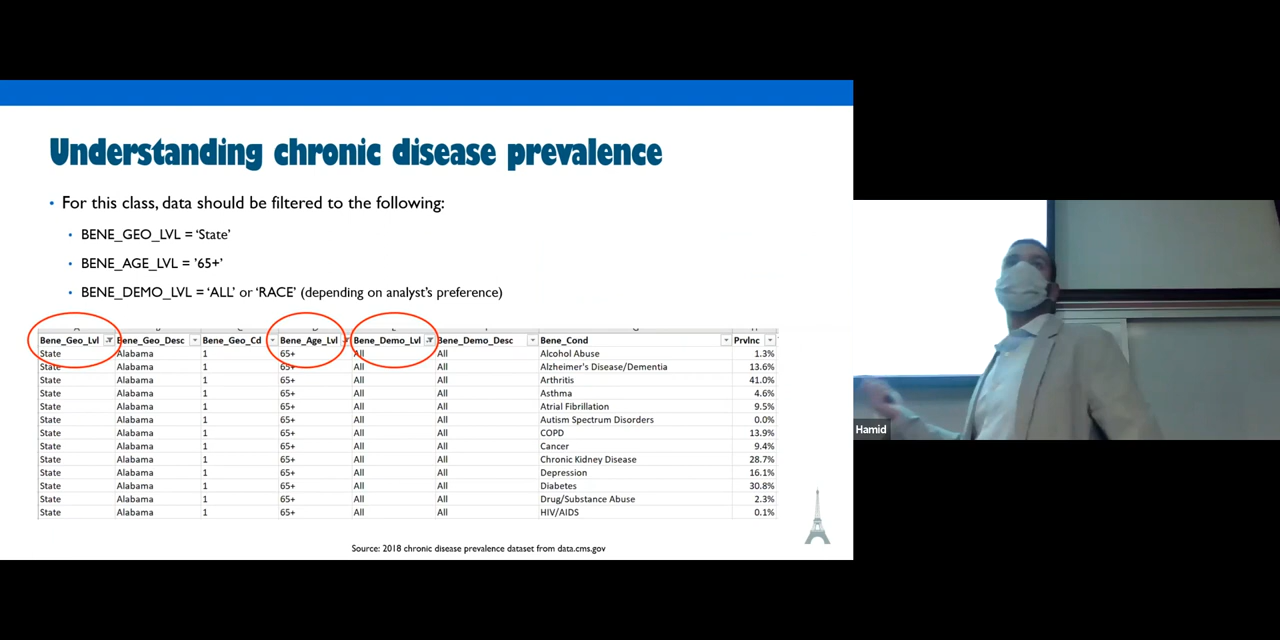 Understanding chronic disease prevalence
• For this class, data should be filtered to the following:
• BENE_GEO_LVL = ‘State’
• BENE_AGE_LVL = ’65+’
• BENE_DEMO_LVL = ‘ALL’ or ‘RACE’ (depending on analyst’s preference)
Bene_Geo_Lvl Bene_Geo_Desc Bene_Geo_Cd Bene_Age_Lvl Bene_Demo_Lvl Bene_Demo_Desc Bene_Cond Prvlnc
State Alabama 1 65+ All All Alcohol Abuse 1.3%
State Alabama 1 65+ All All Alzheimer's Disease/Dementia 13.6%
State Alabama 1 65+ All All Arthritis 41.0%
State Alabama 1 65+ All All Asthma 4.6%
State Alabama 1 65+ All All Atrial Fibrillation 9.5%
State Alabama 1 65+ All All Autism Spectrum Disorders 0.0%
State Alabama 1 65+ All All COPD 13.9%
State Alabama 1 65+ All All Cancer 9.4%
State Alabama 1 65+ All All Chronic Kidney Disease 28.7%
State Alabama 1 65+ All All Depression 16.1%
State Alabama 1 65+ All All Diabetes 30.8%
State Alabama 1 65+ All All Drug/Substance Abuse 2.3%
State Alabama 1 65+ All All HIV/AIDS 0.1%
Source: 2018 chronic disease prevalence dataset from data.cms.gov
Hamid